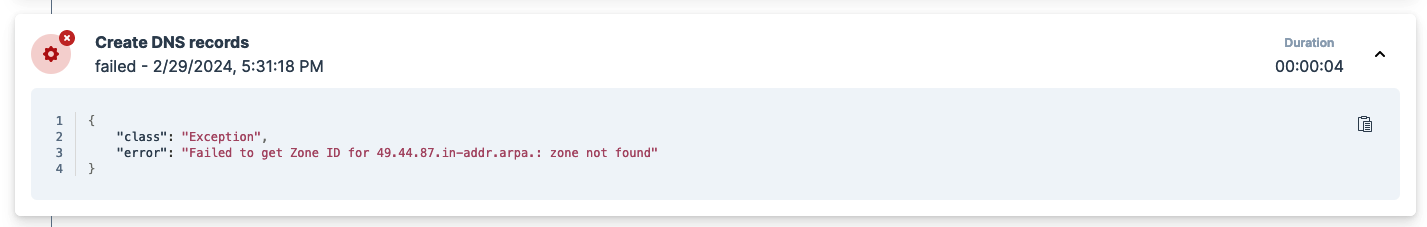 Create DNS records
failed - 2/29/2024, 5:31:18 PM
Duration
00:00:04
1 {
2 "class": "Exception",
3 "error": "Failed to get Zone ID for 49.44.87.in-addr.arpa.: zone not found"
4 }